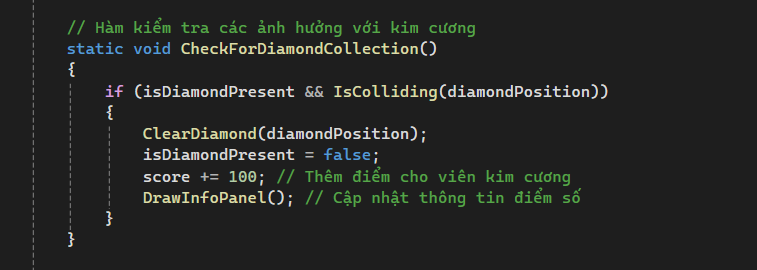 // Hàm kiểm tra các ảnh hưởng với kim cương
static void CheckForDiamondCollection()
{
if (isDiamondPresent && IsColliding(diamondPosition))
{
ClearDiamond(diamondPosition);
isDiamondPresent = false;
score += 100; // Thêm điểm cho viên kim cương
DrawInfoPanel(); // Cập nhật thông tin điểm số
}
}